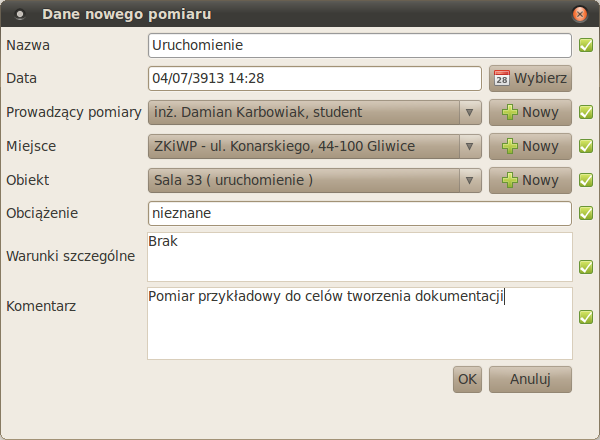 Dane nowego pomiaru
Nazwa Uruchomienie
Data 04/07/3913 14:28 28 Wybierz
Prowadzący pomiary inż. Damian Karbowiak, student Nowy
Miejsce ZKiWP - ul. Konarskiego, 44-100 Gliwice Nowy
Obiekt Sala 33 ( uruchomienie ) Nowy
Obciążenie nieznane
Warunki szczególne Brak
Komentarz Pomiar przykładowy do celów tworzenia dokumentacji
OK Anuluj